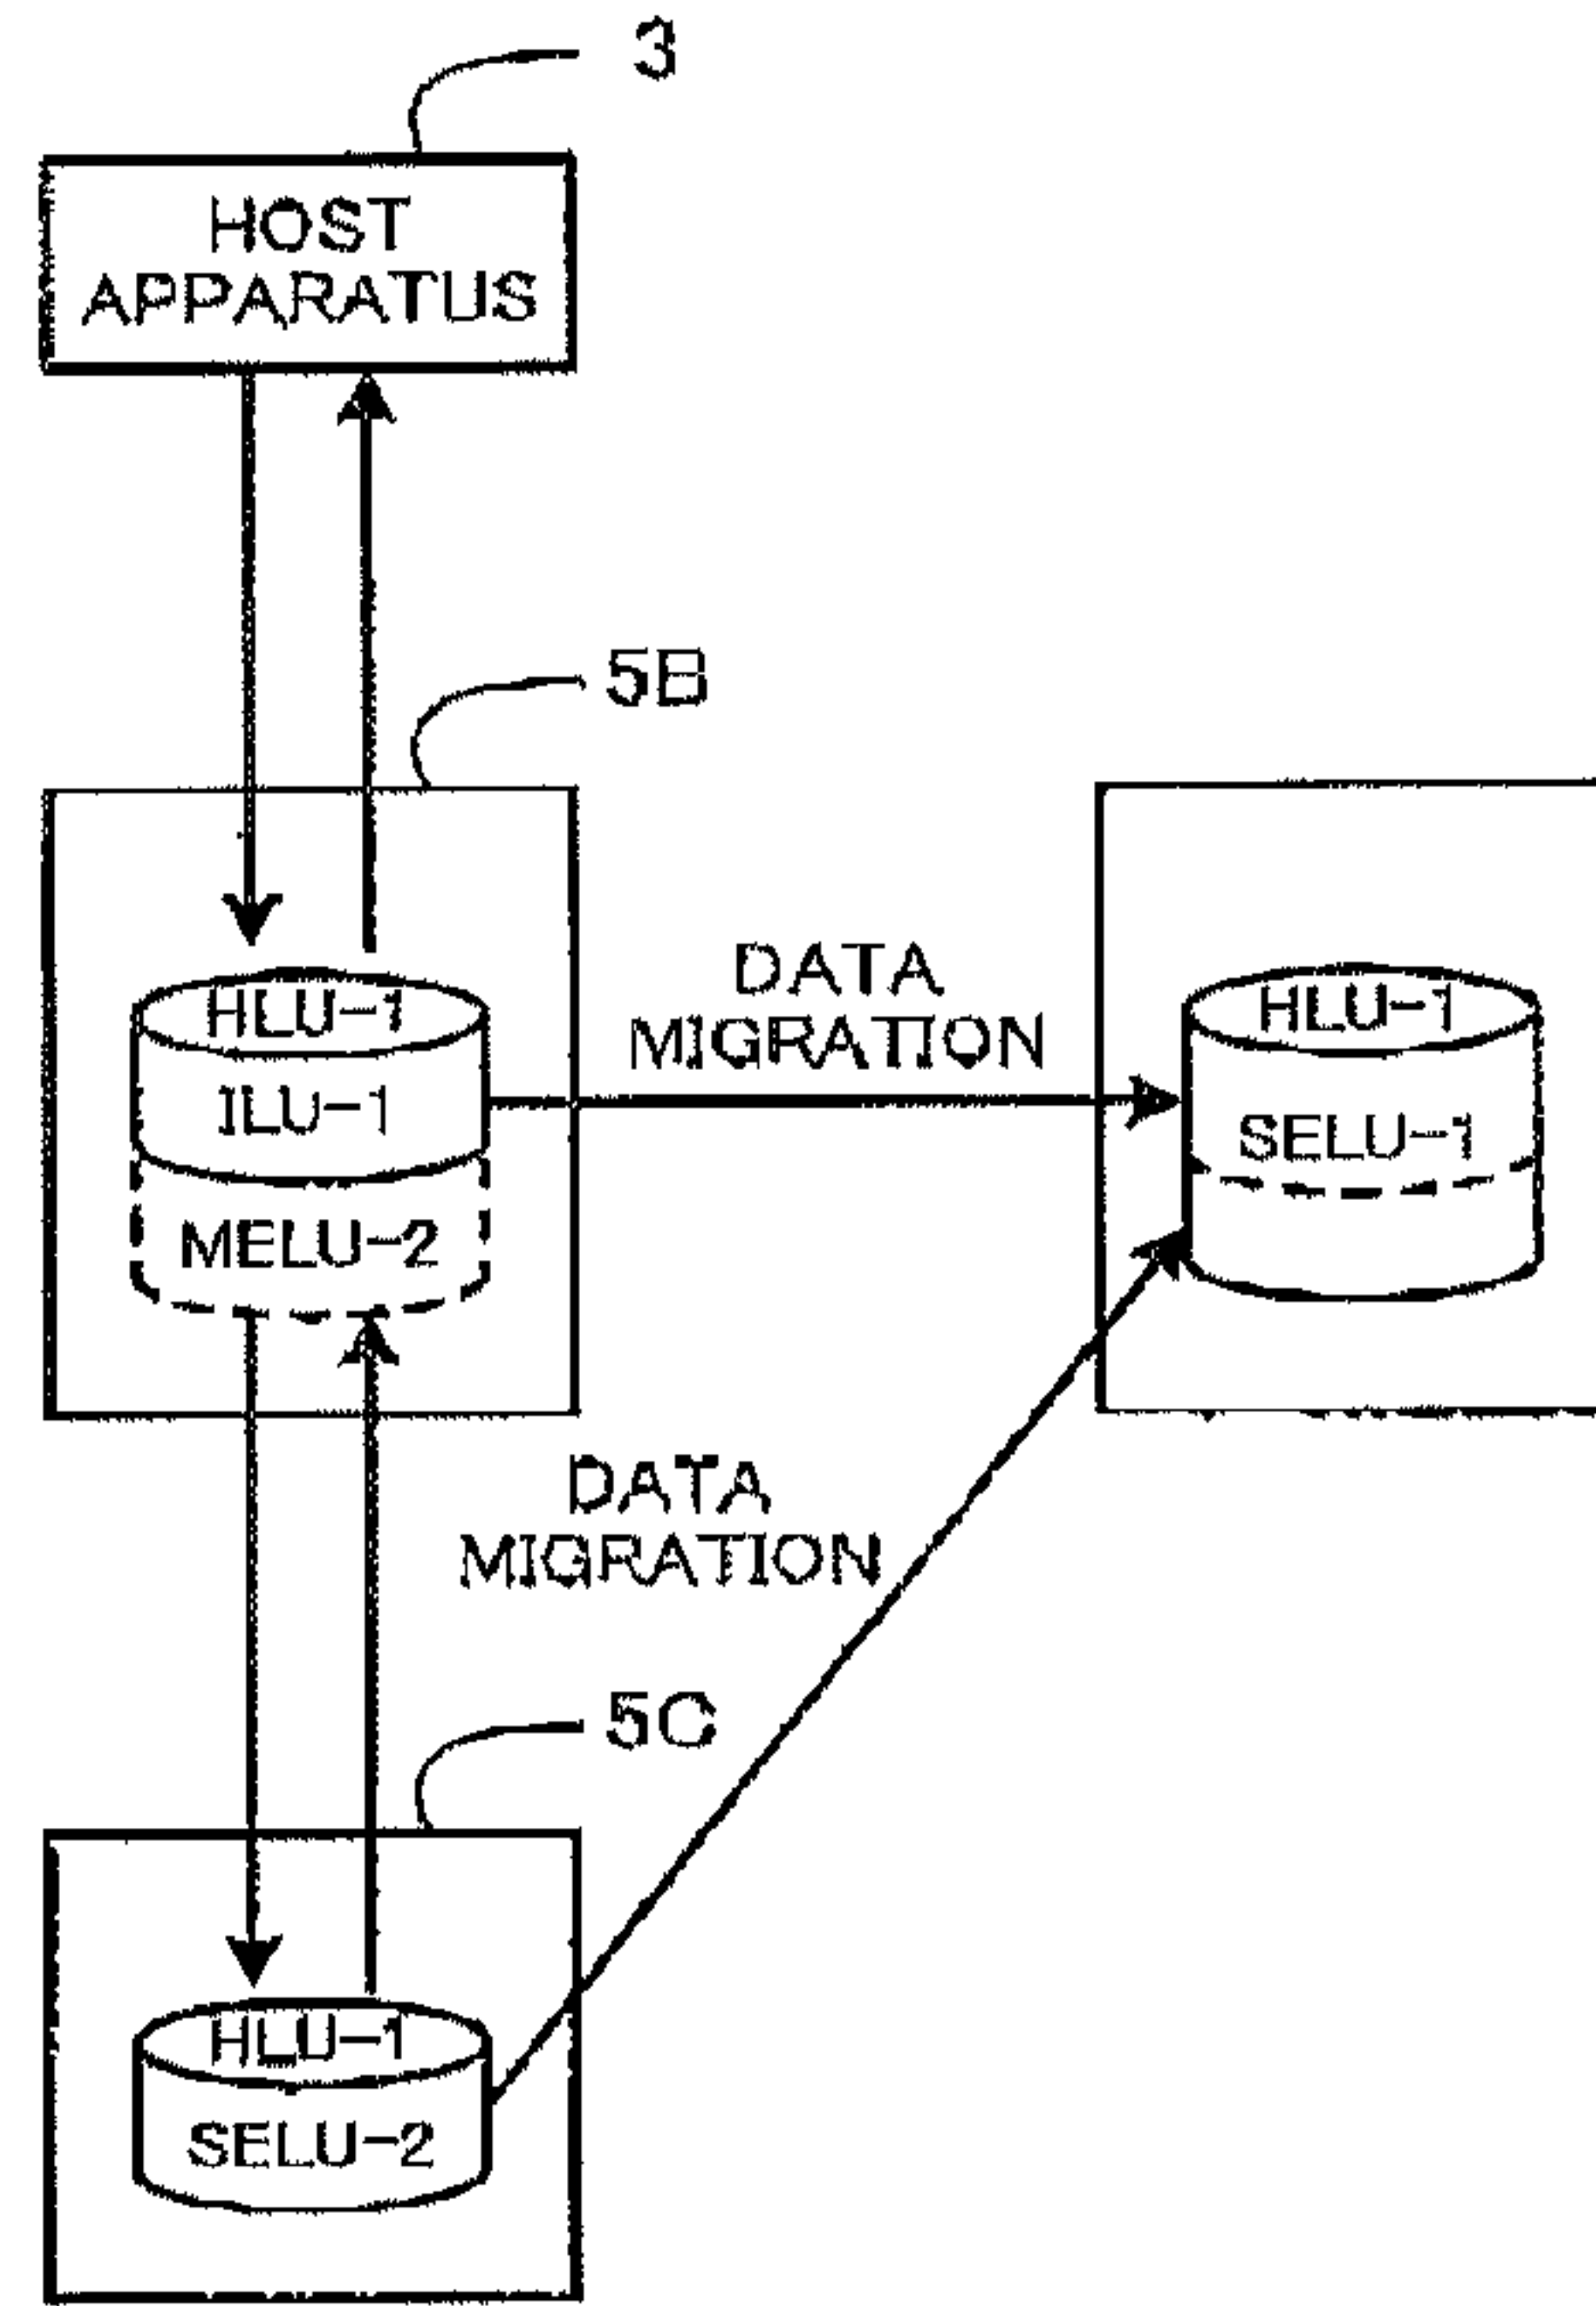 3
HOST
APPARATUS
5B
HLU-1
ILU-1
MELU-2
DATA
MIGRATION
HLU-1
SELU-1
DATA
MIGRATION
5C
HLU-1
SELU-2